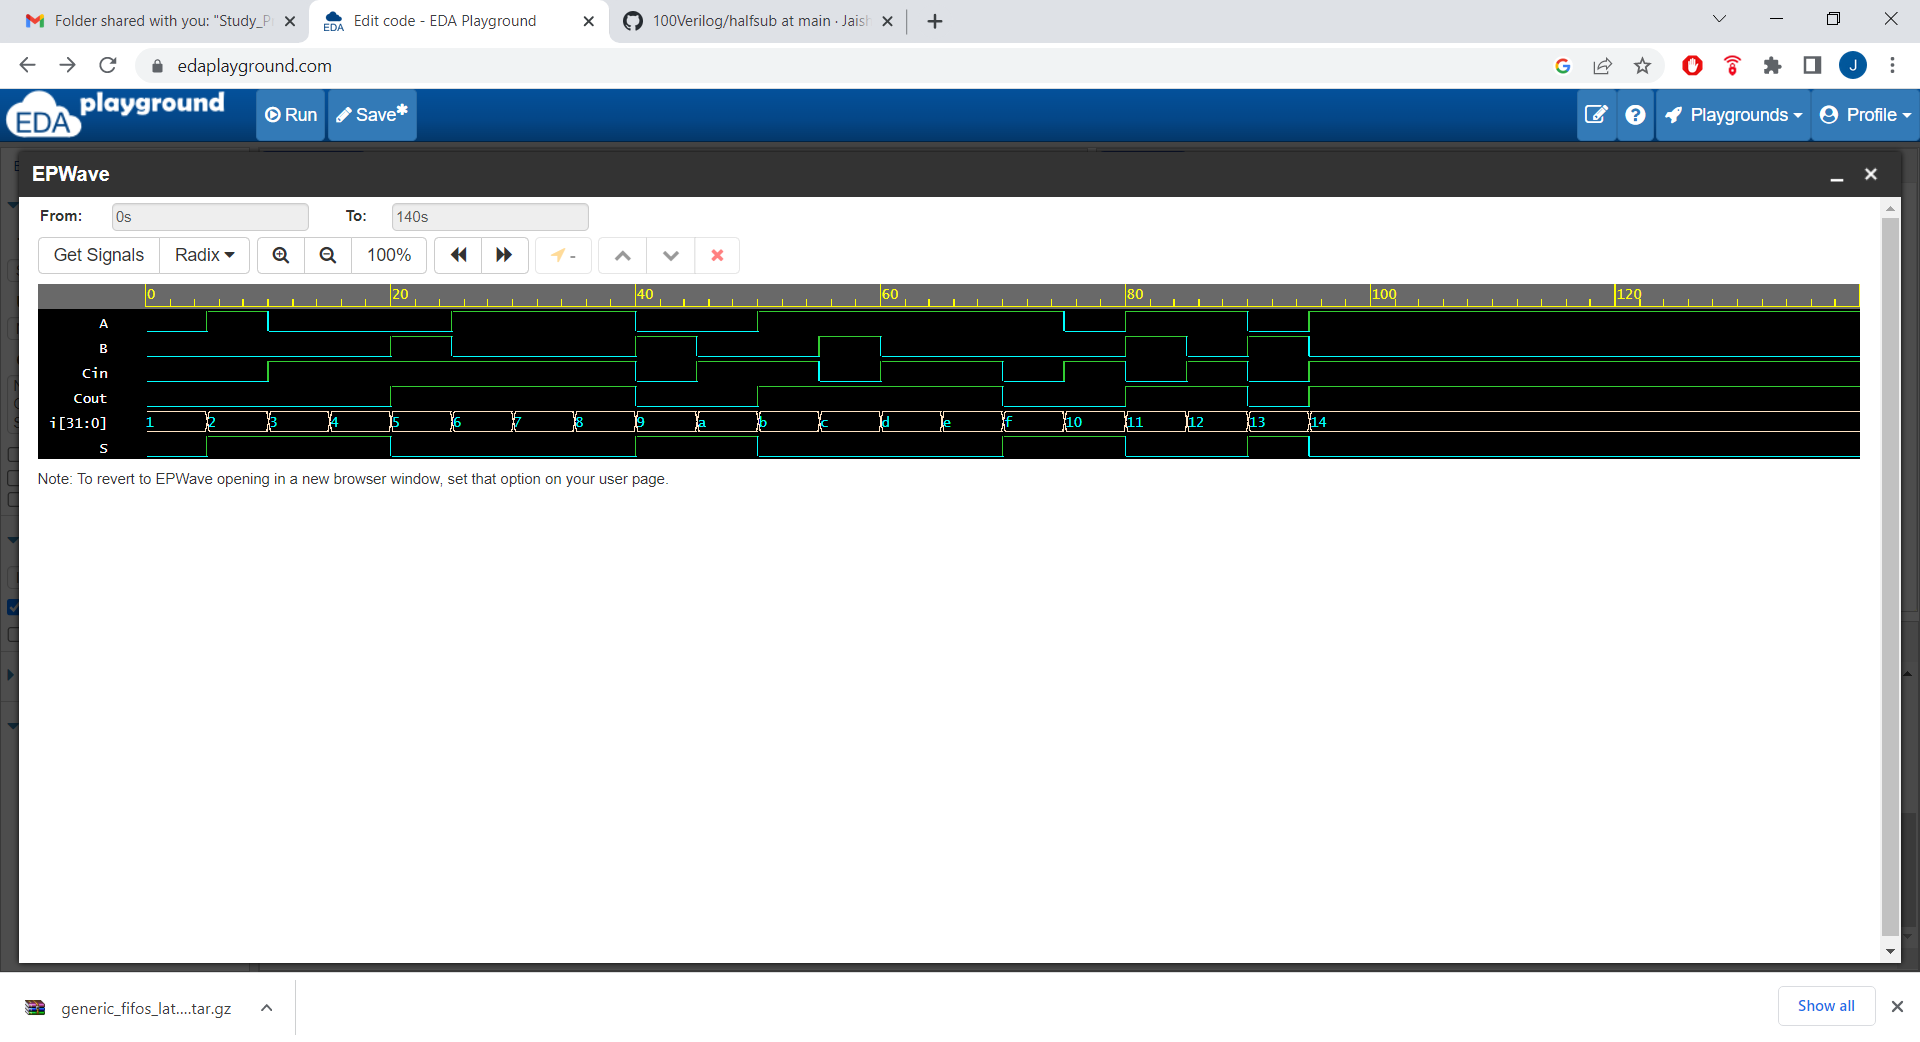 Folder shared with you: "Study_P
Edit code - EDA Playground
100Verilog/halfsub at main · Jaish
edaplayground.com
J
EDA playground
Run
Save*
Playgrounds
Profile
EPWave
From: 0s To: 140s
Get Signals Radix 100% -
0 20 40 60 80 100 120
A
B
Cin
Cout
i[31:0] 1 2 3 4 5 6 7 8 9 a b c d e f 10 11 12 13 14
S
Note: To revert to EPWave opening in a new browser window, set that option on your user page.
generic_fifos_lat....tar.gz
Show all